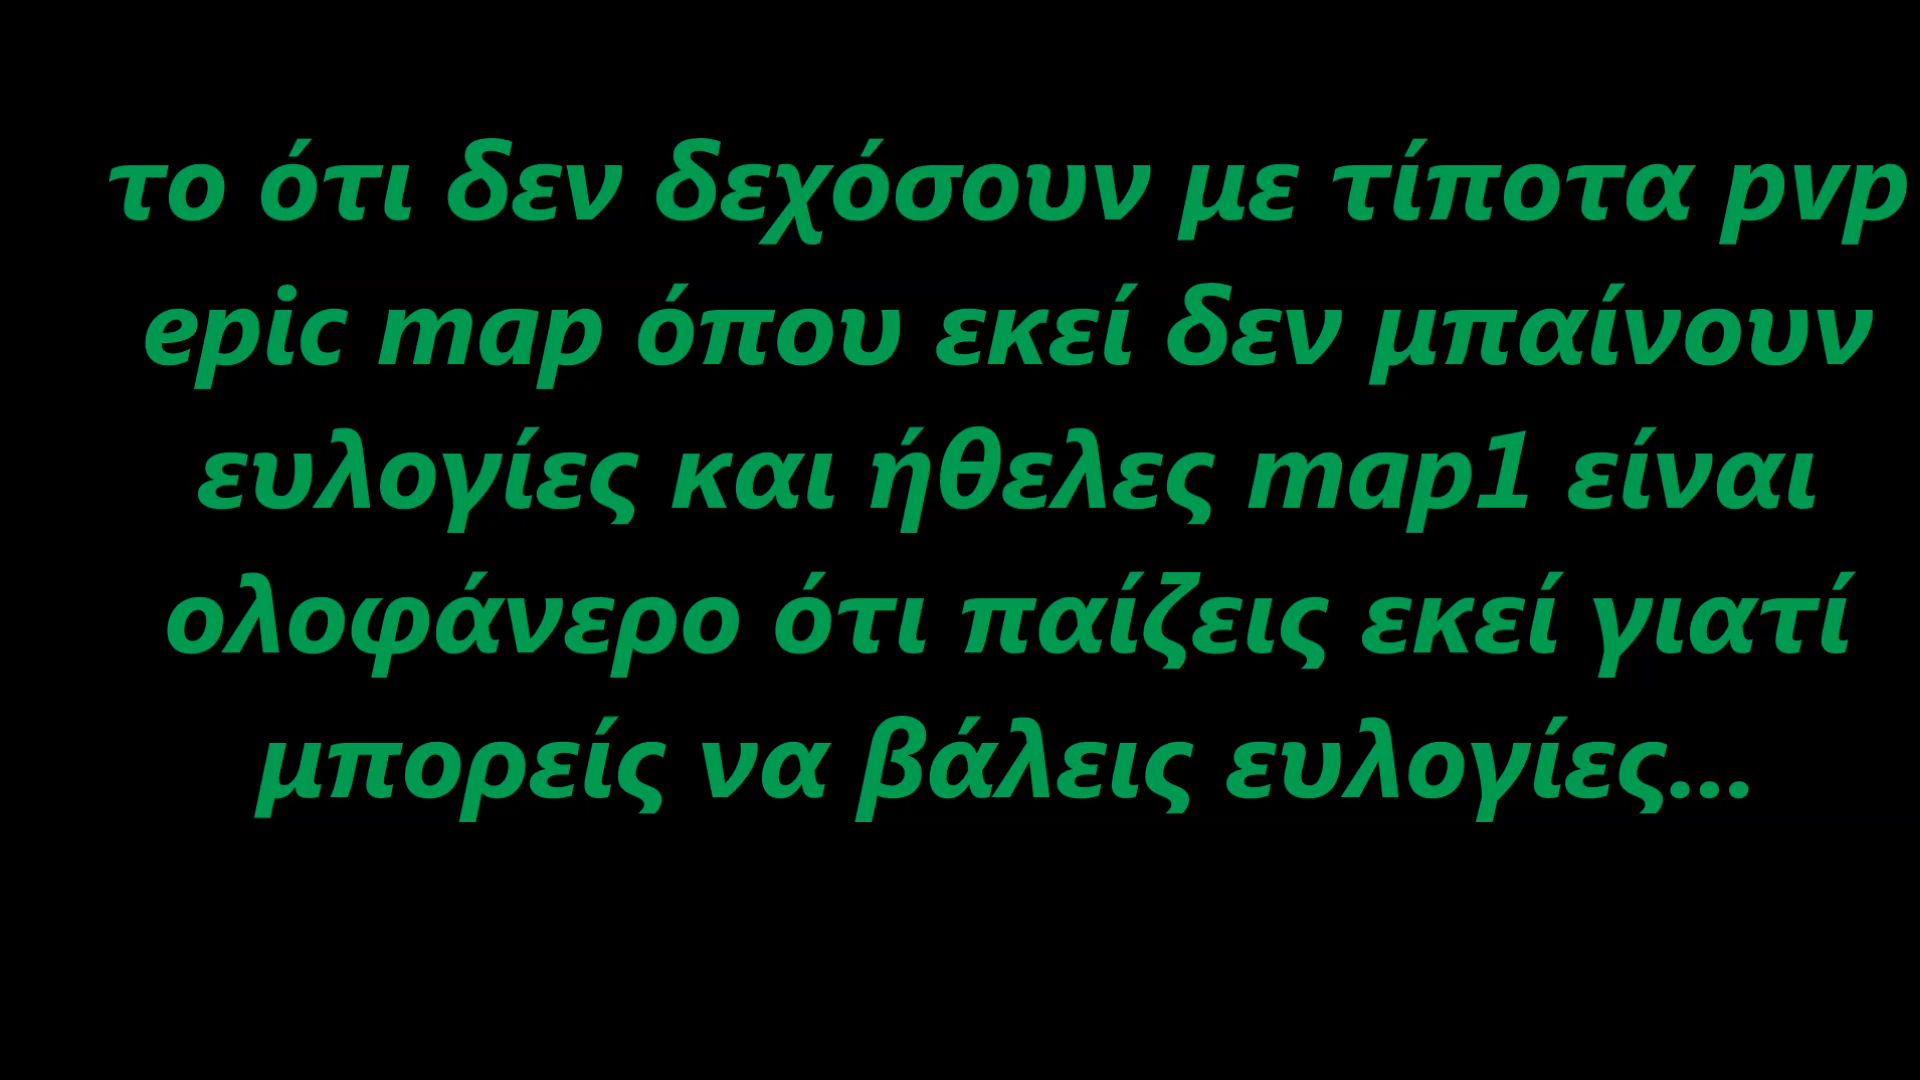 το ότι δεν δεχόσουν με τίποτα pvp
epic map όπου εκεί δεν μπαίνουν
ευλογίες και ήθελες map1 είναι
ολοφάνερο ότι παίζεις εκεί γιατί
μπορείς να βάλεις ευλογίες...